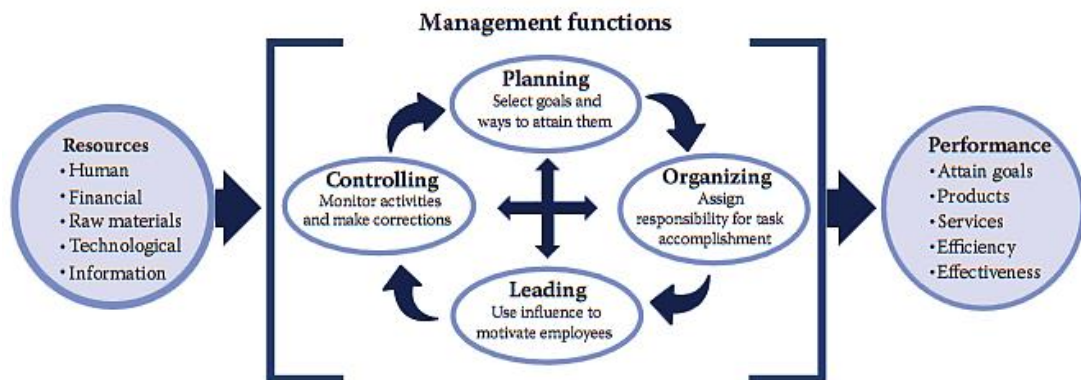 Management functions
Resources
• Human
• Financial
• Raw materials
• Technological
• Information
Planning
Select goals and
ways to attain them
Controlling
Monitor activities
and make corrections
Organizing
Assign
responsibility for task
accomplishment
Leading
Use influence to
motivate employees
Performance
• Attain goals
• Products
• Services
• Efficiency
• Effectiveness